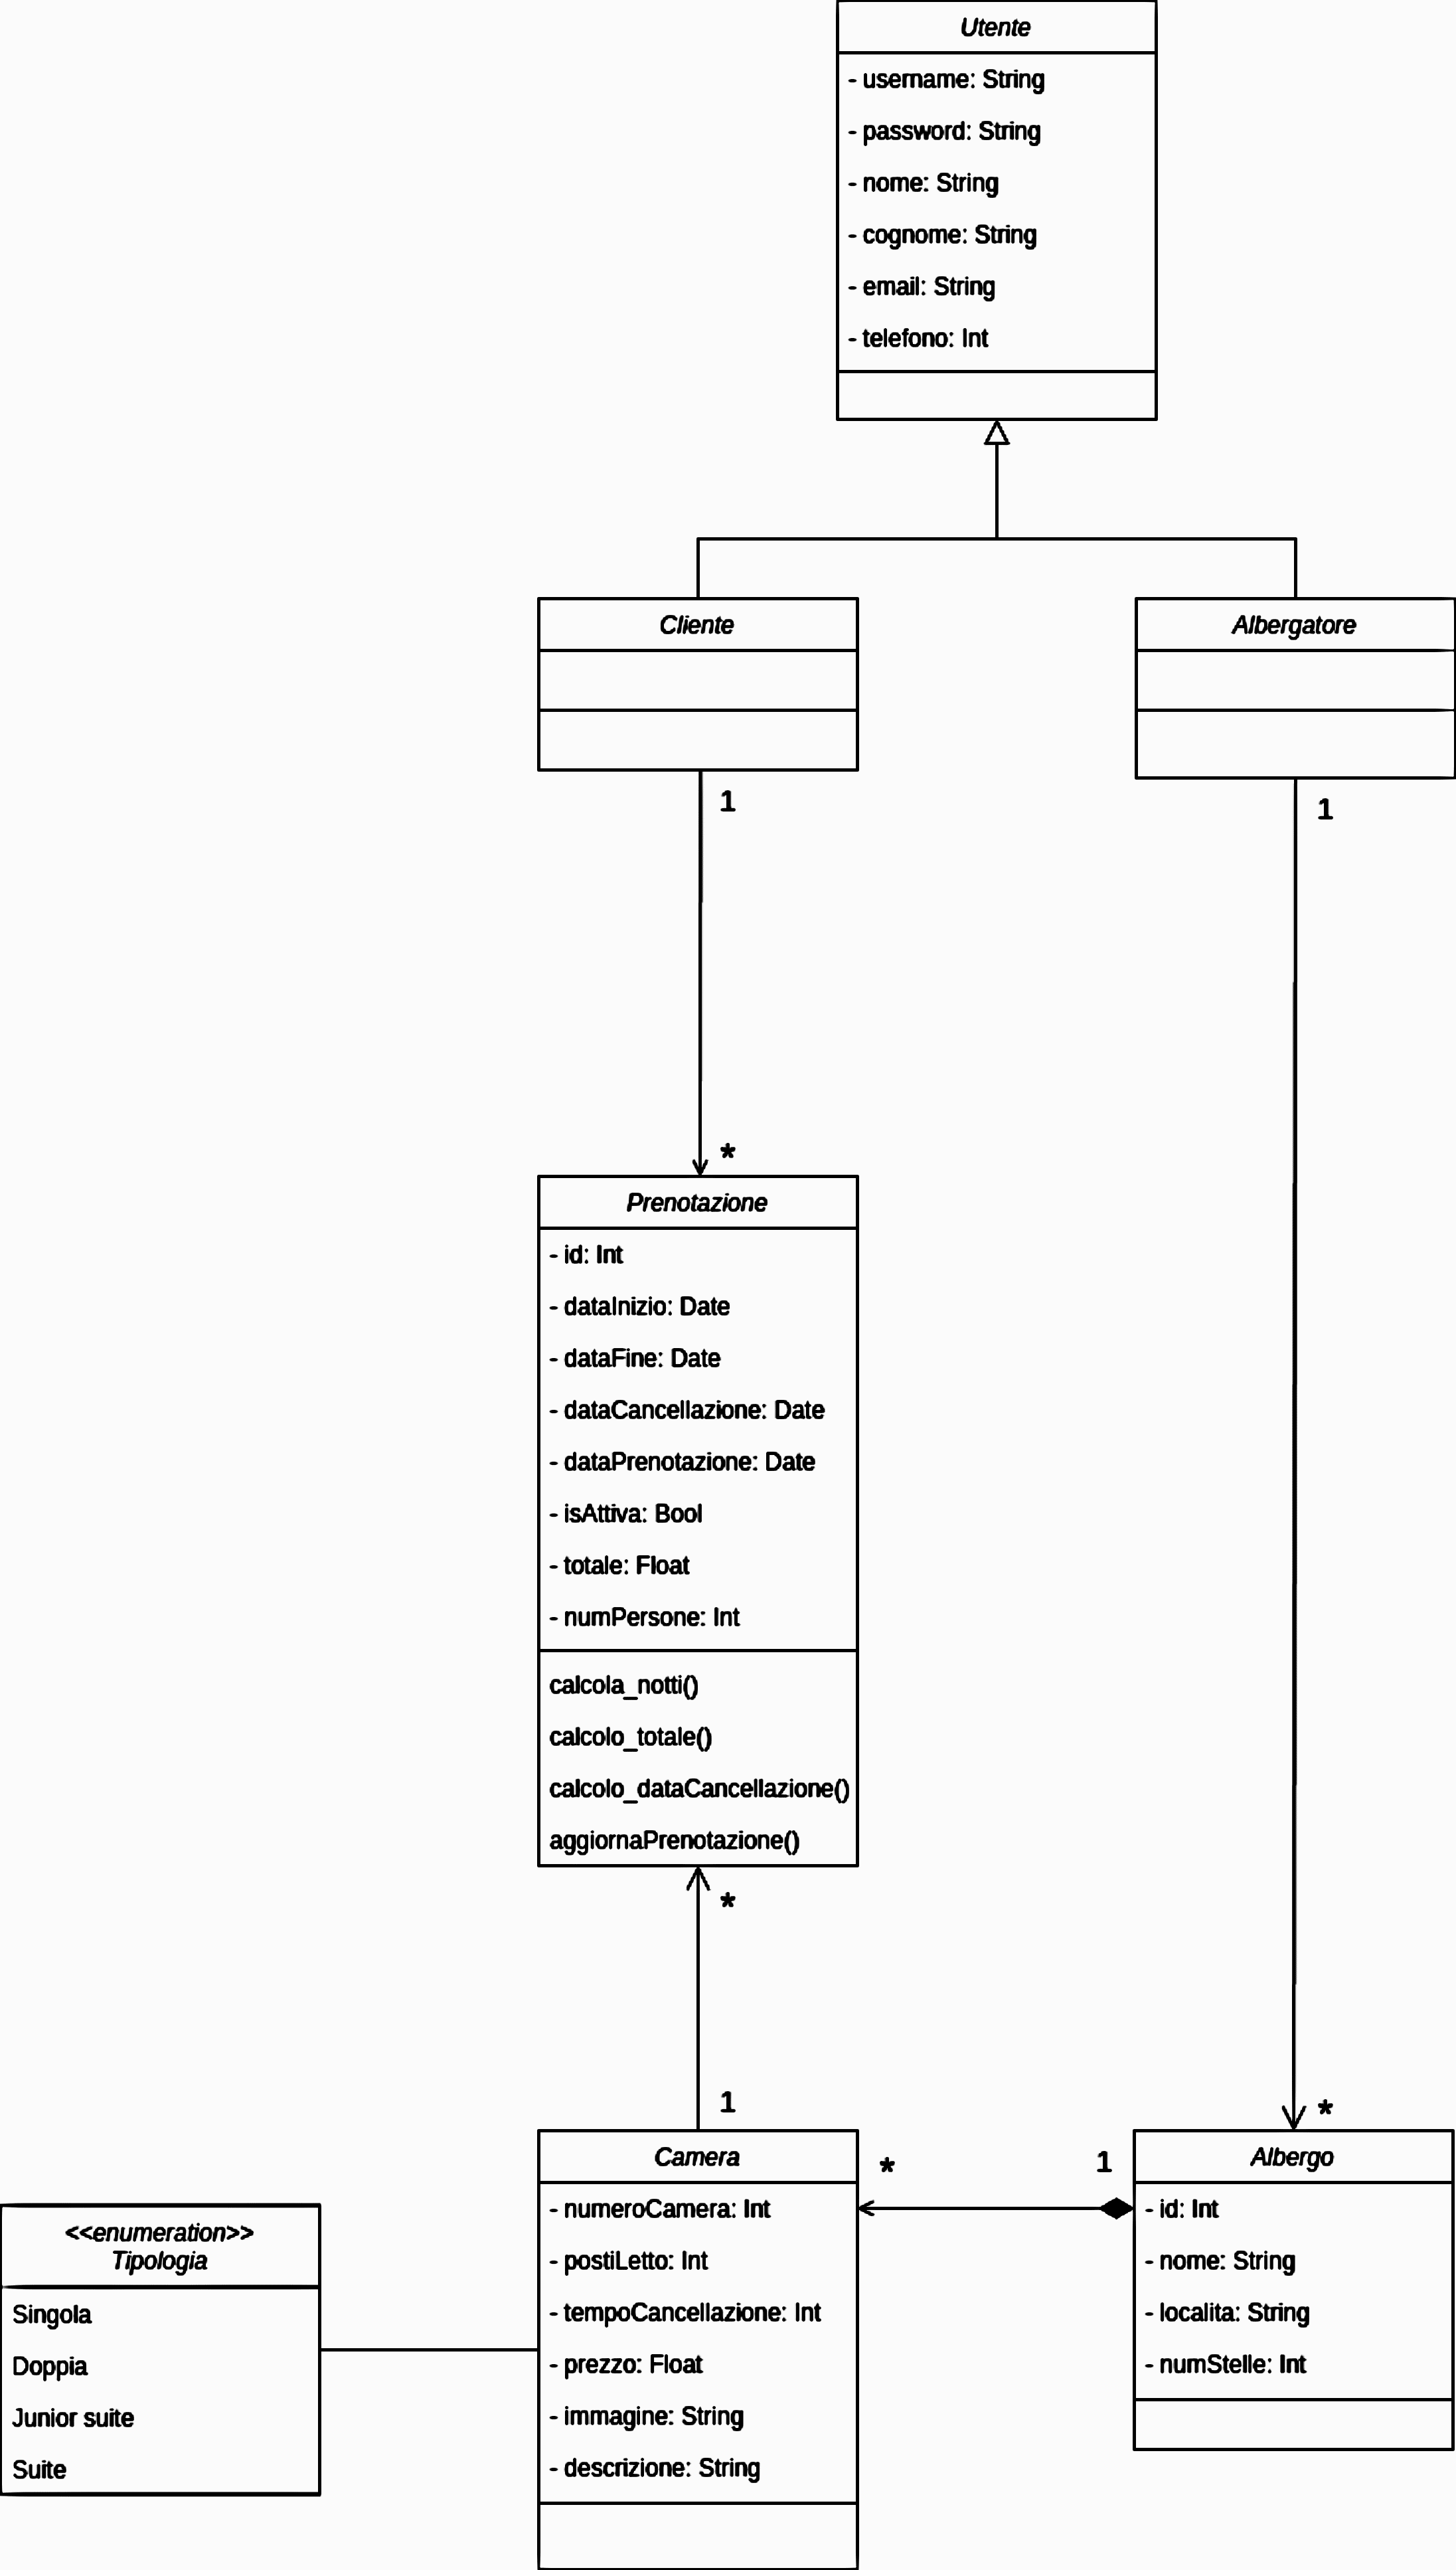 Utente
- username: String
- password: String
- nome: String
- cognome: String
- email: String
- telefono: Int
Cliente
Albergatore
1
1
*
Prenotazione
- id: Int
- dataInizio: Date
- dataFine: Date
- dataCancellazione: Date
- dataPrenotazione: Date
- isAttiva: Bool
- totale: Float
- numPersone: Int
calcola_notti()
calcolo_totale()
calcolo_dataCancellazione()
aggiornaPrenotazione()
*
1
*
Camera
- numeroCamera: Int
- postiLetto: Int
- tempoCancellazione: Int
- prezzo: Float
- immagine: String
- descrizione: String
*
1
Albergo
- id: Int
- nome: String
- localita: String
- numStelle: Int
<<enumeration>>
Tipologia
Singola
Doppia
Junior suite
Suite